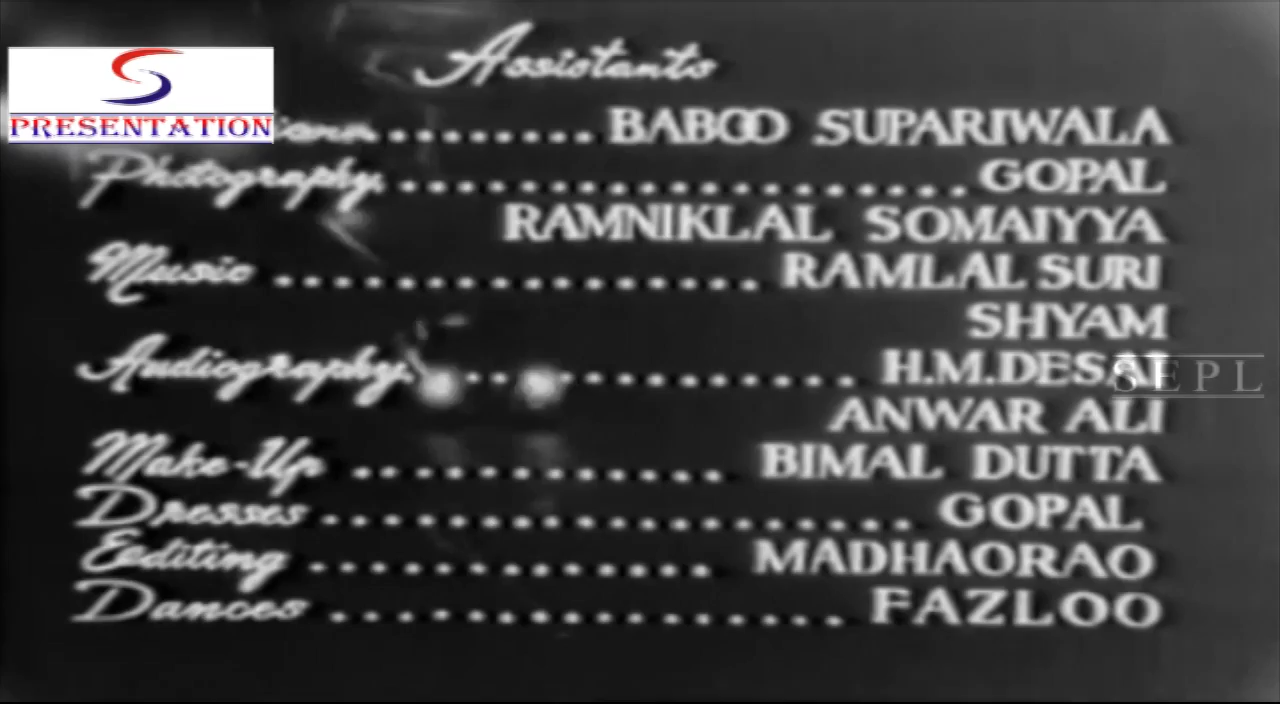 Assistants
PRESENTATION
........ BABOO SUPARIWALA
Photography .................... GOPAL
RAMNIKLAL SOMAIYYA
Music ................. RAMLAL SURI
SHYAM
Audiography ............... H.M.DESAI
SEPL
ANWAR ALI
Make-Up ............. BIMAL DUTTA
Dresses ..................... GOPAL
Editing .............. MADHAORAO
Dances .................. FAZLOO